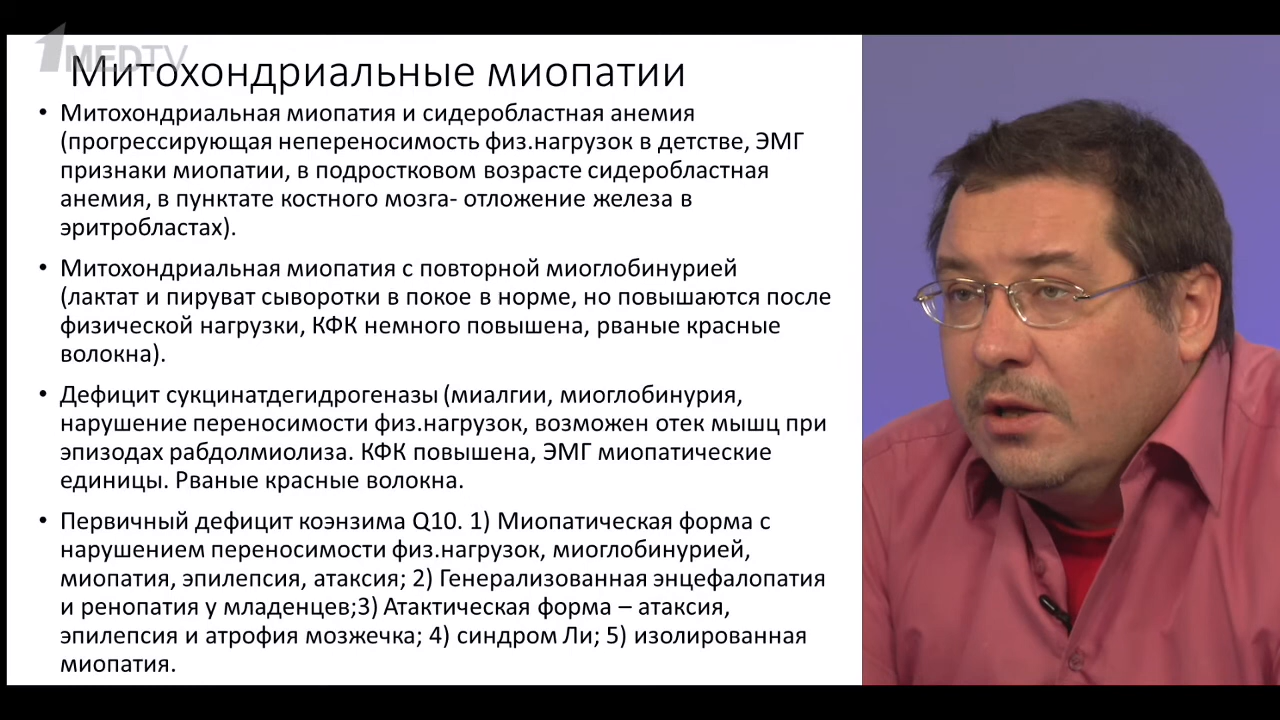 1MEDTV
Митохондриальные миопатии
• Митохондриальная миопатия и сидеробластная анемия
(прогрессирующая непереносимость физ.нагрузок в детстве, ЭМГ
признаки миопатии, в подростковом возрасте сидеробластная
анемия, в пунктате костного мозга- отложение железа в
эритробластах).
• Митохондриальная миопатия с повторной миоглобинурией
(лактат и пируват сыворотки в покое в норме, но повышаются после
физической нагрузки, КФК немного повышена, рваные красные
волокна).
• Дефицит сукцинатдегидрогеназы (миалгии, миоглобинурия,
нарушение переносимости физ.нагрузок, возможен отек мышц при
эпизодах рабдолмиолиза. КФК повышена, ЭМГ миопатические
единицы. Рваные красные волокна.
• Первичный дефицит коэнзима Q10. 1) Миопатическая форма с
нарушением переносимости физ.нагрузок, миоглобинурией,
миопатия, эпилепсия, атаксия; 2) Генерализованная энцефалопатия
и ренопатия у младенцев;3) Атактическая форма – атаксия,
эпилепсия и атрофия мозжечка; 4) синдром Ли; 5) изолированная
миопатия.